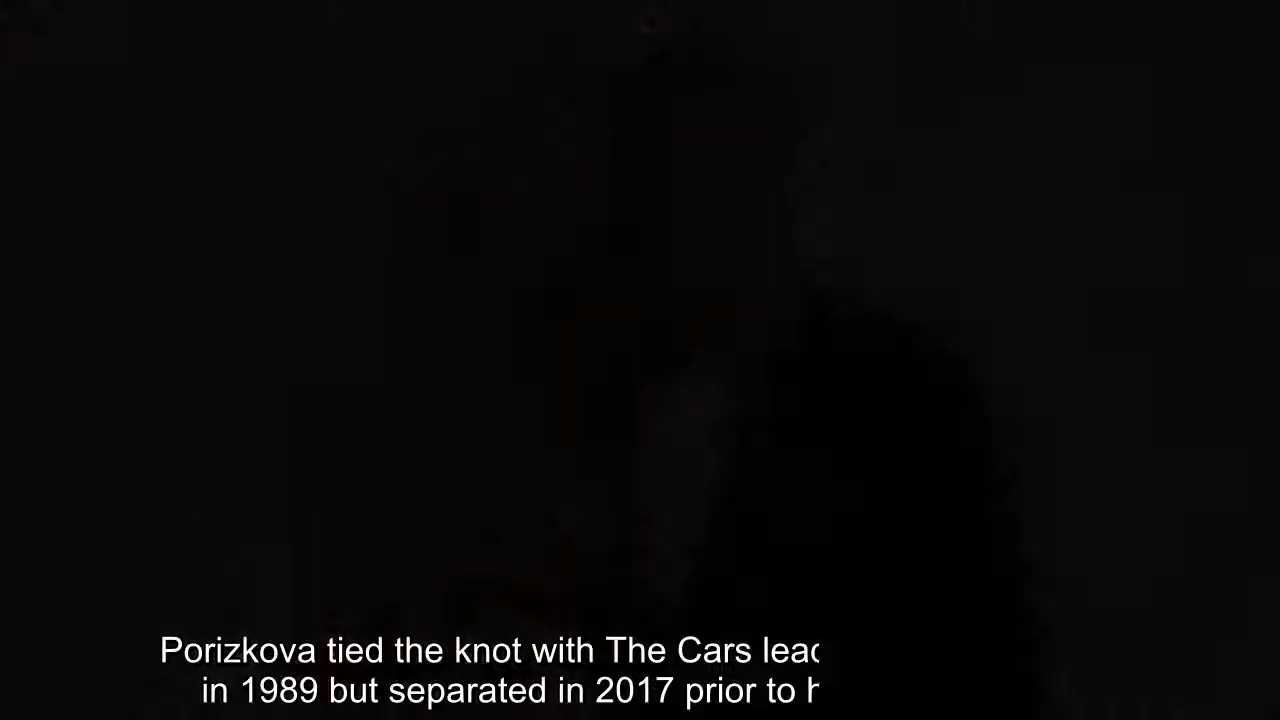 Porizkova tied the knot with The Cars
in 1989 but separated in 2017 prior to